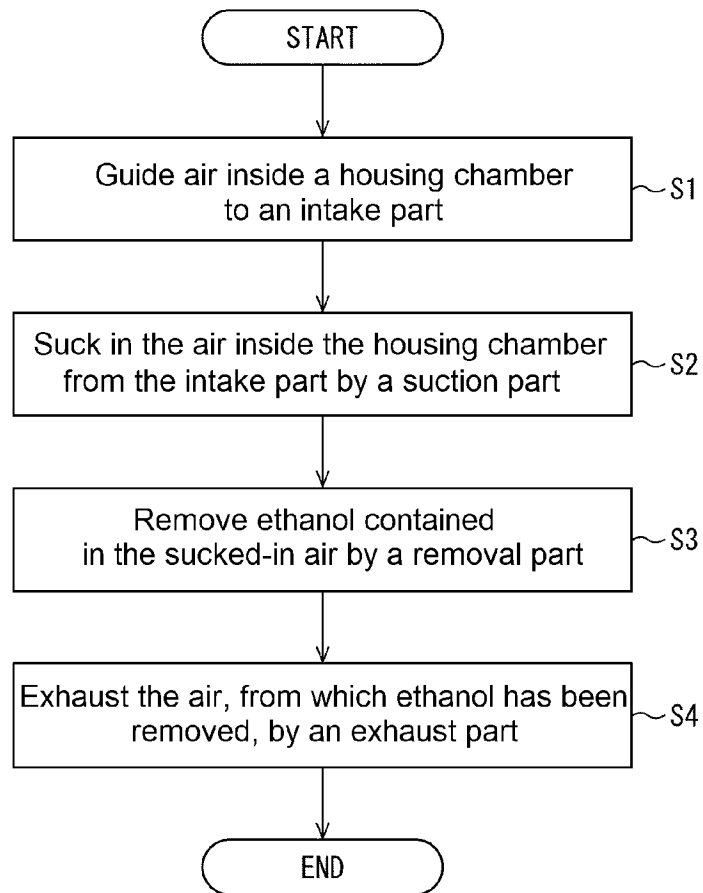 START
Guide air inside a housing chamber
to an intake part
S1
Suck in the air inside the housing chamber
from the intake part by a suction part
S2
Remove ethanol contained
in the sucked-in air by a removal part
S3
Exhaust the air, from which ethanol has been
removed, by an exhaust part
S4
END